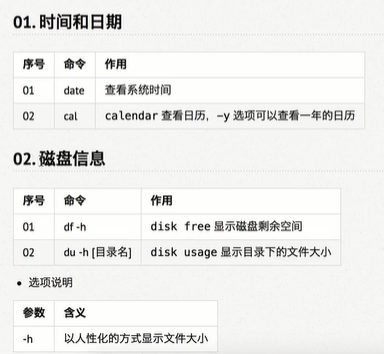 01. 时间和日期
序号 命令 作用
01 date 查看系统时间
02 cal calendar 查看日历，-y 选项可以查看一年的日历
02. 磁盘信息
序号 命令 作用
01 df -h disk free 显示磁盘剩余空间
02 du -h [目录名] disk usage 显示目录下的文件大小
• 选项说明
参数 含义
-h 以人性化的方式显示文件大小